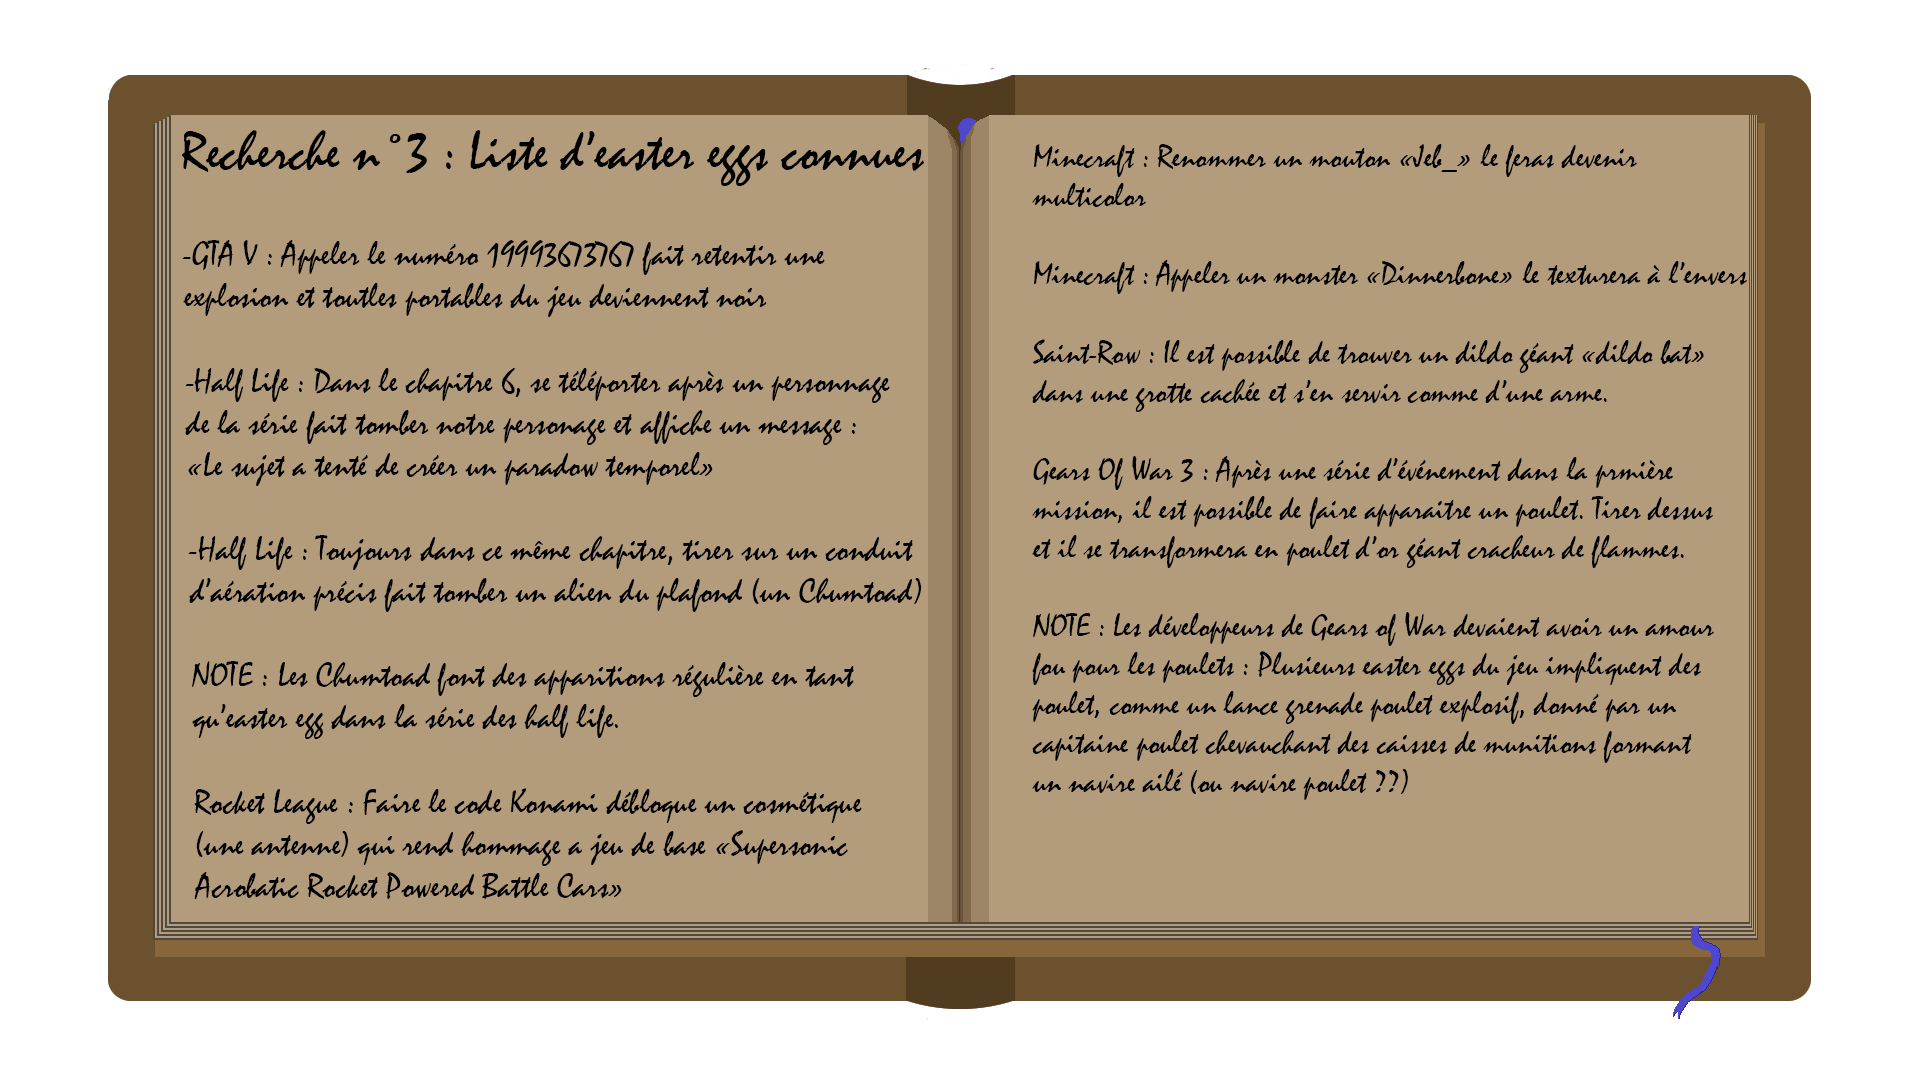 Recherche n°3 : Liste d'easter eggs connues
-GTA V : Appeler le numéro 19993673767 fait retentir une
explosion et toutles portables du jeu deviennent noir
-Half Life : Dans le chapitre 6, se téléporter après un personnage
de la série fait tomber notre personage et affiche un message :
«Le sujet a tenté de créer un paradow temporel»
-Half Life : Toujours dans ce même chapitre, tirer sur un conduit
d'aération précis fait tomber un alien du plafond (un Chumtoad)
NOTE : Les Chumtoad font des apparitions régulière en tant
qu'easter egg dans la série des half life.
Rocket League : Faire le code Konami débloque un cosmétique
(une antenne) qui rend hommage a jeu de base «Supersonic
Acrobatic Rocket Powered Battle Cars»
Minecraft : Renommer un mouton «Jeb_» le feras devenir
multicolor
Minecraft : Appeler un monster «Dinnerbone» le texturera à l'envers
Saint-Row : Il est possible de trouver un dildo géant «dildo bat»
dans une grotte cachée et s'en servir comme d'une arme.
Gears Of War 3 : Après une série d'événement dans la prmière
mission, il est possible de faire apparaitre un poulet. Tirer dessus
et il se transformera en poulet d'or géant cracheur de flammes.
NOTE : Les développeurs de Gears of War devaient avoir un amour
fou pour les poulets : Plusieurs easter eggs du jeu impliquent des
poulet, comme un lance grenade poulet explosif, donné par un
capitaine poulet chevauchant des caisses de munitions formant
un navire ailé (ou navire poulet ??)